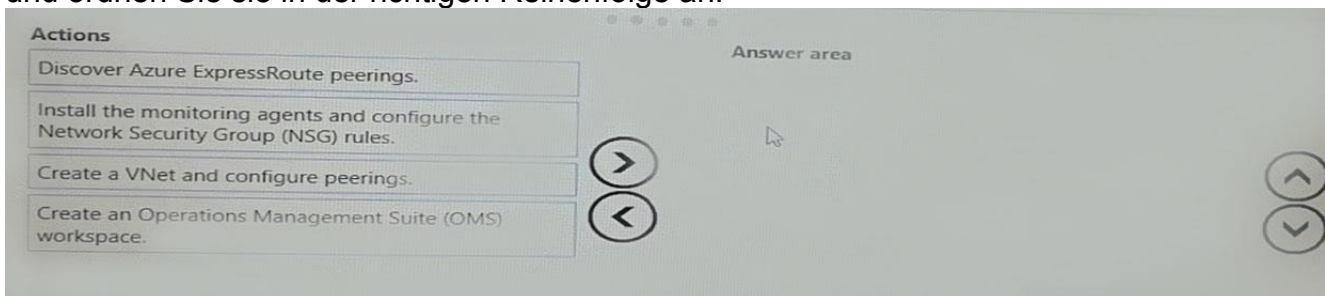 und ordnen Sie sie in der richtigen Reihenfolge an.
Actions
Answer area
Discover Azure ExpressRoute peerings.
Install the monitoring agents and configure the
Network Security Group (NSG) rules.
Create a VNet and configure peerings.
Create an Operations Management Suite (OMS)
workspace.